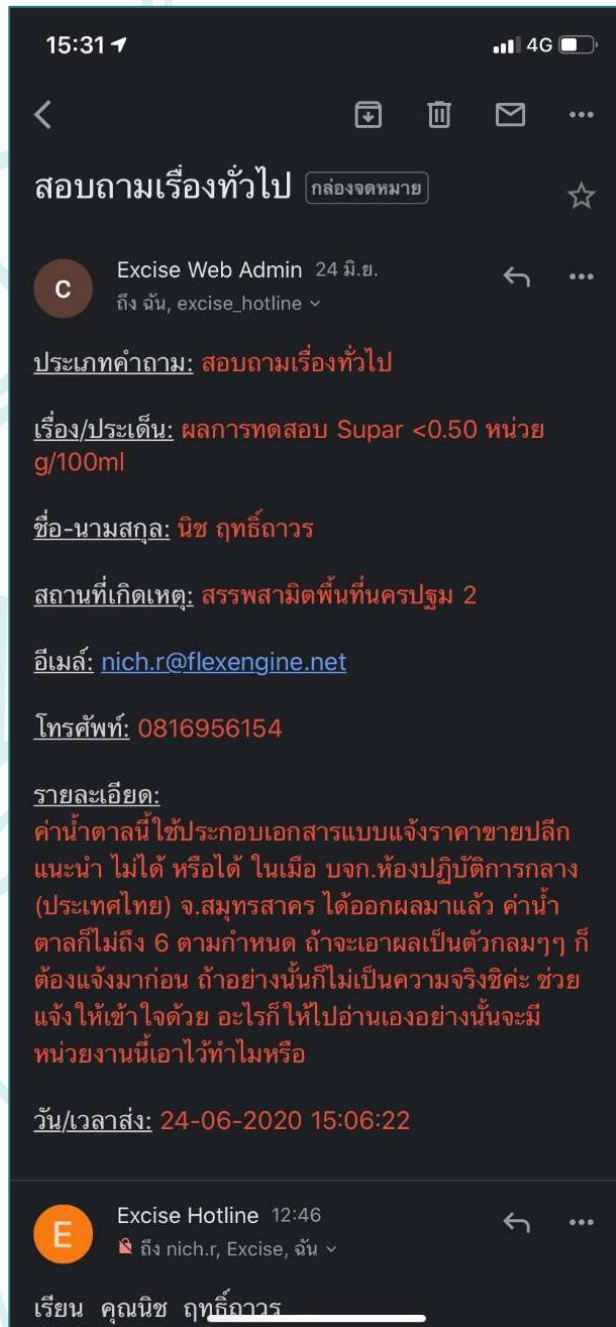 15:31
4G
สอบถามเรื่องทั่วไป กล่องจดหมาย
C
Excise Web Admin 24 มิ.ย.
ถึง ฉัน, excise_hotline
ประเภทคำถาม: สอบถามเรื่องทั่วไป
เรื่อง/ประเด็น: ผลการทดสอบ Supar <0.50 หน่วย
g/100ml
ชื่อ-นามสกุล: นิช ฤทธิ์ถาวร
สถานที่เกิดเหตุ: สรรพสามิตพื้นที่นครปฐม 2
อีเมล์: nich.r@flexengine.net
โทรศัพท์: 0816956154
รายละเอียด:
ค่าน้ำตาลนี้ใช้ประกอบเอกสารแบบแจ้งราคาขายปลีก
แนะนำ ไม่ได้ หรือได้ ในเมือ บจก.ห้องปฏิบัติการกลาง
(ประเทศไทย) จ.สมุทรสาคร ได้ออกผลมาแล้ว ค่าน้ำ
ตาลก็ไม่ถึง 6 ตามกำหนด ถ้าจะเอาผลเป็นตัวกลมๆๆ ก็
ต้องแจ้งมาก่อน ถ้าอย่างนั้นก็ไม่เป็นความจริงซิค่ะ ช่วย
แจ้งให้เข้าใจด้วย อะไรก็ให้ไปอ่านเองอย่างนั้นจะมี
หน่วยงานนี้เอาไว้ทำไมหรือ
วัน/เวลาส่ง: 24-06-2020 15:06:22
E
Excise Hotline 12:46
ถึง nich.r, Excise, ฉัน
เรียน คุณนิช ฤทธิ์ถาวร